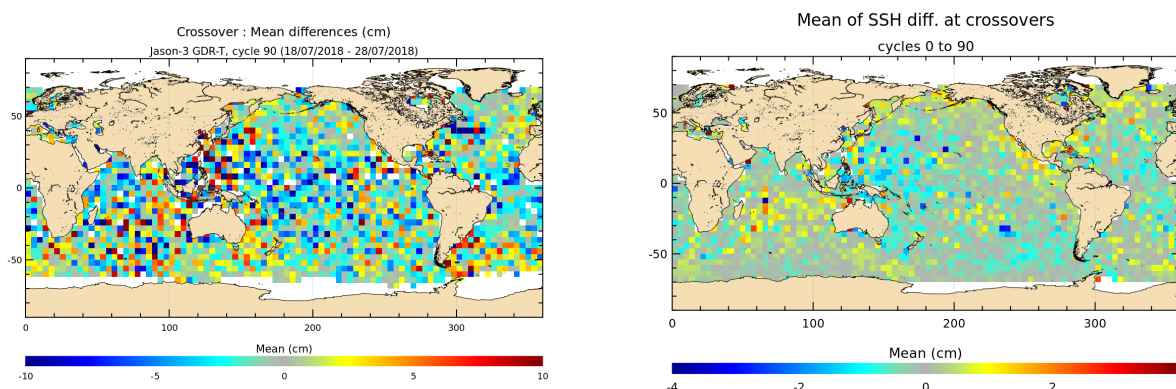 Crossover : Mean differences (cm)
Jason-3 GDR-T, cycle 90 (18/07/2018 - 28/07/2018)
50
0
-50
0 100 200 300
Mean (cm)
-10 -5 0 5 10
Mean of SSH diff. at crossovers
cycles 0 to 90
50
0
-50
0 100 200 300
Mean (cm)
-4 -2 0 2